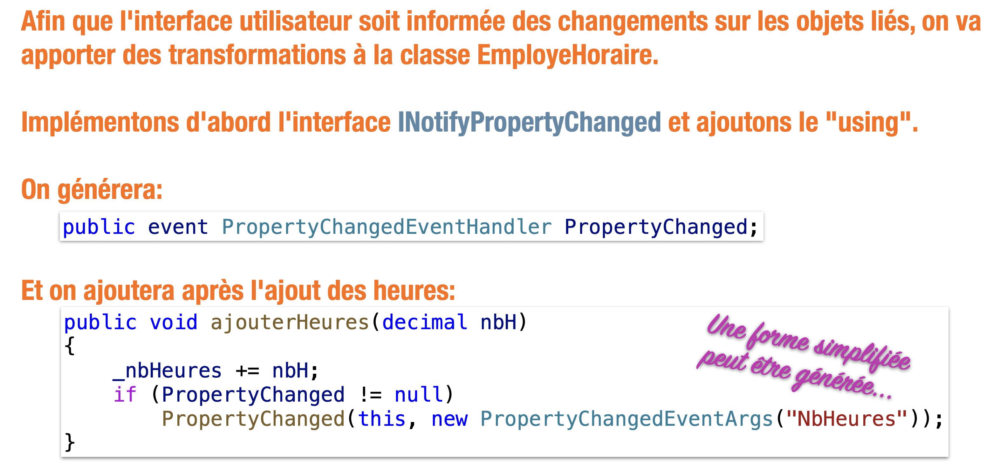 Afin que l'interface utilisateur soit informée des changements sur les objets liés, on va
apporter des transformations à la classe EmployeHoraire.
Implémentons d'abord l'interface INotifyPropertyChanged et ajoutons le "using".
On générera:
public event PropertyChangedEventHandler PropertyChanged;
Et on ajoutera après l'ajout des heures:
public void ajouterHeures(decimal nbH)
{
_nbHeures += nbH;
if (PropertyChanged != null)
PropertyChanged(this, new PropertyChangedEventArgs("NbHeures"));
}
Une forme simplifiée
peut être générée...